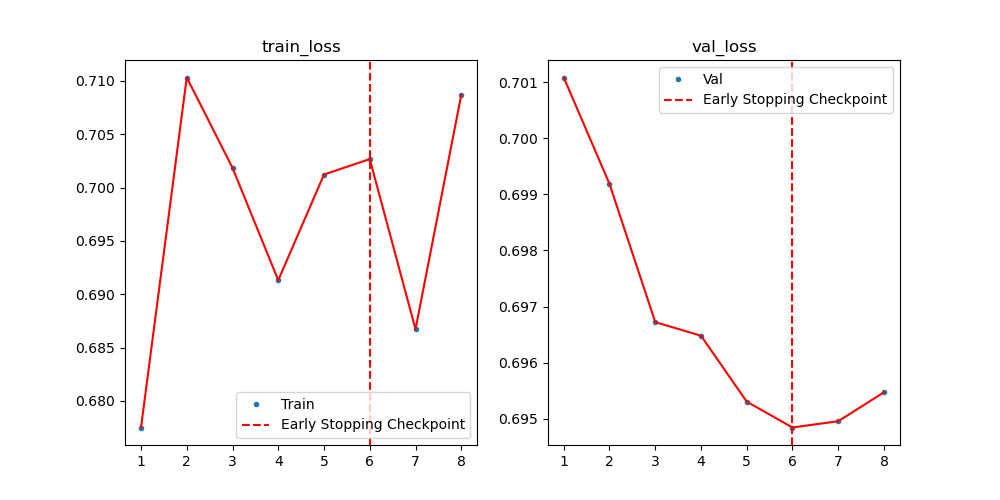 train_loss
0.710
0.705
0.700
0.695
0.690
0.685
0.680
1 2 3 4 5 6 7 8
Train
Early Stopping Checkpoint
val_loss
0.701
0.700
0.699
0.698
0.697
0.696
0.695
1 2 3 4 5 6 7 8
Val
Early Stopping Checkpoint